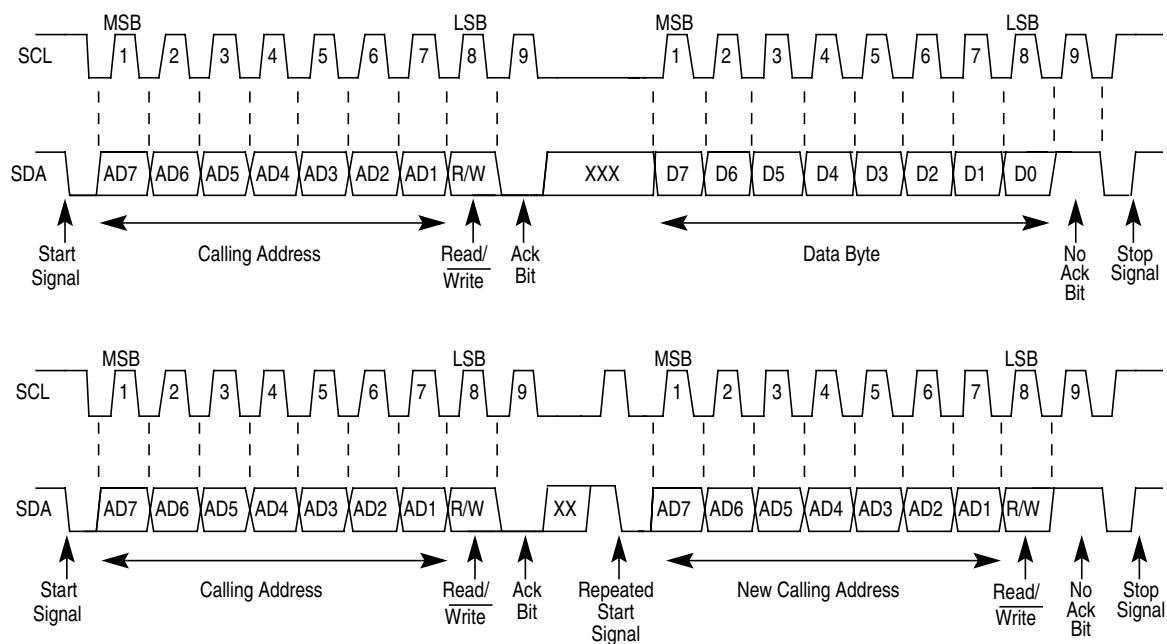 MSB LSB MSB LSB
SCL 1 2 3 4 5 6 7 8 9 1 2 3 4 5 6 7 8 9
SDA AD7 AD6 AD5 AD4 AD3 AD2 AD1 R/W XXX D7 D6 D5 D4 D3 D2 D1 D0
Start Signal
Calling Address
Read/
Write
Ack
Bit
Data Byte
No
Ack
Bit
Stop
Signal
MSB LSB MSB LSB
SCL 1 2 3 4 5 6 7 8 9 1 2 3 4 5 6 7 8 9
SDA AD7 AD6 AD5 AD4 AD3 AD2 AD1 R/W XX AD7 AD6 AD5 AD4 AD3 AD2 AD1 R/W
Start
Signal
Calling Address
Read/
Write
Ack
Bit
Repeated
Start
Signal
New Calling Address
Read/
Write
No
Ack
Bit
Stop
Signal